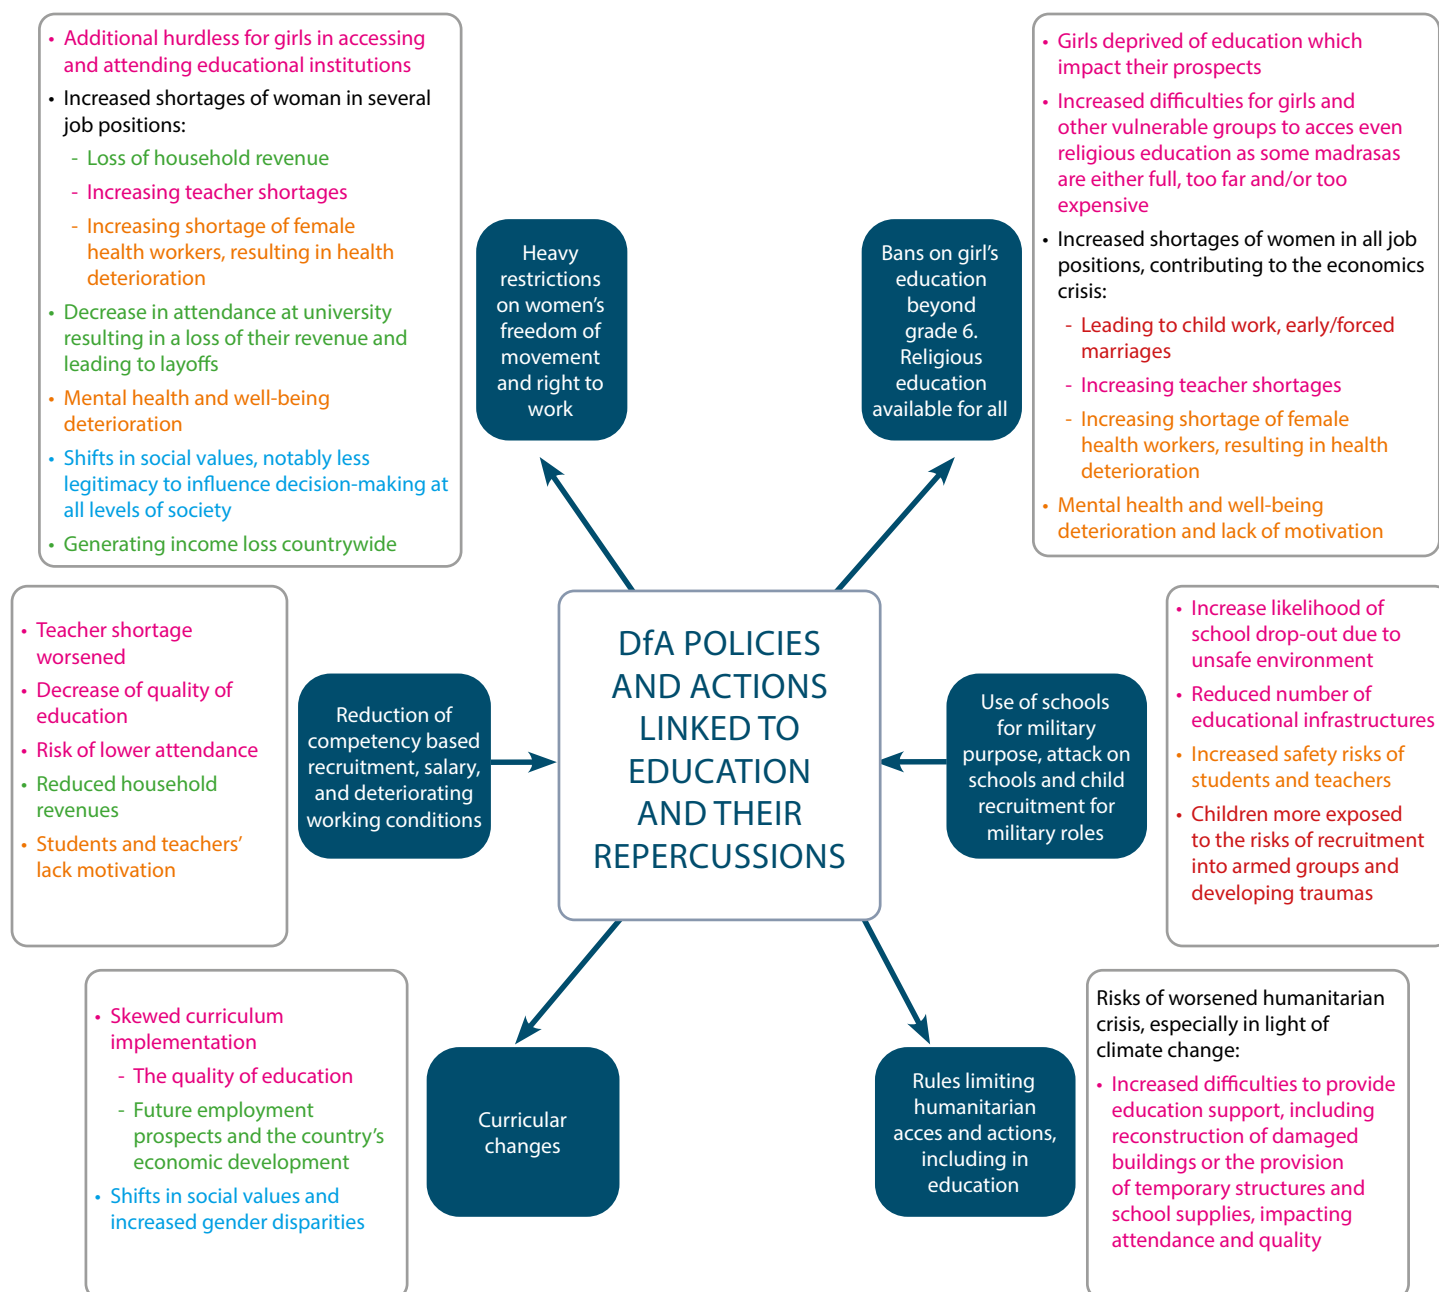 • Additional hurdless for girls in accessing
and attending educational institutions
• Increased shortages of woman in several
job positions:
- Loss of household revenue
- Increasing teacher shortages
- Increasing shortage of female
health workers, resulting in health
deterioration
• Decrease in attendance at university
resulting in a loss of their revenue and
leading to layoffs
• Mental health and well-being
deterioration
• Shifts in social values, notably less
legitimacy to influence decision-making at
all levels of society
• Generating income loss countrywide
Heavy
restrictions
on women's
freedom of
movement
and right to
work
Bans on girl's
education
beyond
grade 6.
Religious
education
available for all
• Girls deprived of education which
impact their prospects
• Increased difficulties for girls and
other vulnerable groups to acces even
religious education as some madrasas
are either full, too far and/or too
expensive
• Increased shortages of women in all job
positions, contributing to the economics
crisis:
- Leading to child work, early/forced
marriages
- Increasing teacher shortages
- Increasing shortage of female
health workers, resulting in health
deterioration
• Mental health and well-being
deterioration and lack of motivation
• Teacher shortage
worsened
• Decrease of quality of
education
• Risk of lower attendance
• Reduced household
revenues
• Students and teachers'
lack motivation
Reduction of
competency based
recruitment, salary,
and deteriorating
working conditions
DfA POLICIES
AND ACTIONS
LINKED TO
EDUCATION
AND THEIR
REPERCUSSIONS
Use of schools
for military
purpose, attack on
schools and child
recruitment for
military roles
• Increase likelihood of
school drop-out due to
unsafe environment
• Reduced number of
educational infrastructures
• Increased safety risks of
students and teachers
• Children more exposed
to the risks of recruitment
into armed groups and
developing traumas
• Skewed curriculum
implementation
- The quality of education
- Future employment
prospects and the country's
economic development
• Shifts in social values and
increased gender disparities
Curricular
changes
Rules limiting
humanitarian
acces and actions,
including in
education
Risks of worsened humanitarian
crisis, especially in light of
climate change:
• Increased difficulties to provide
education support, including
reconstruction of damaged
buildings or the provision
of temporary structures and
school supplies, impacting
attendance and quality